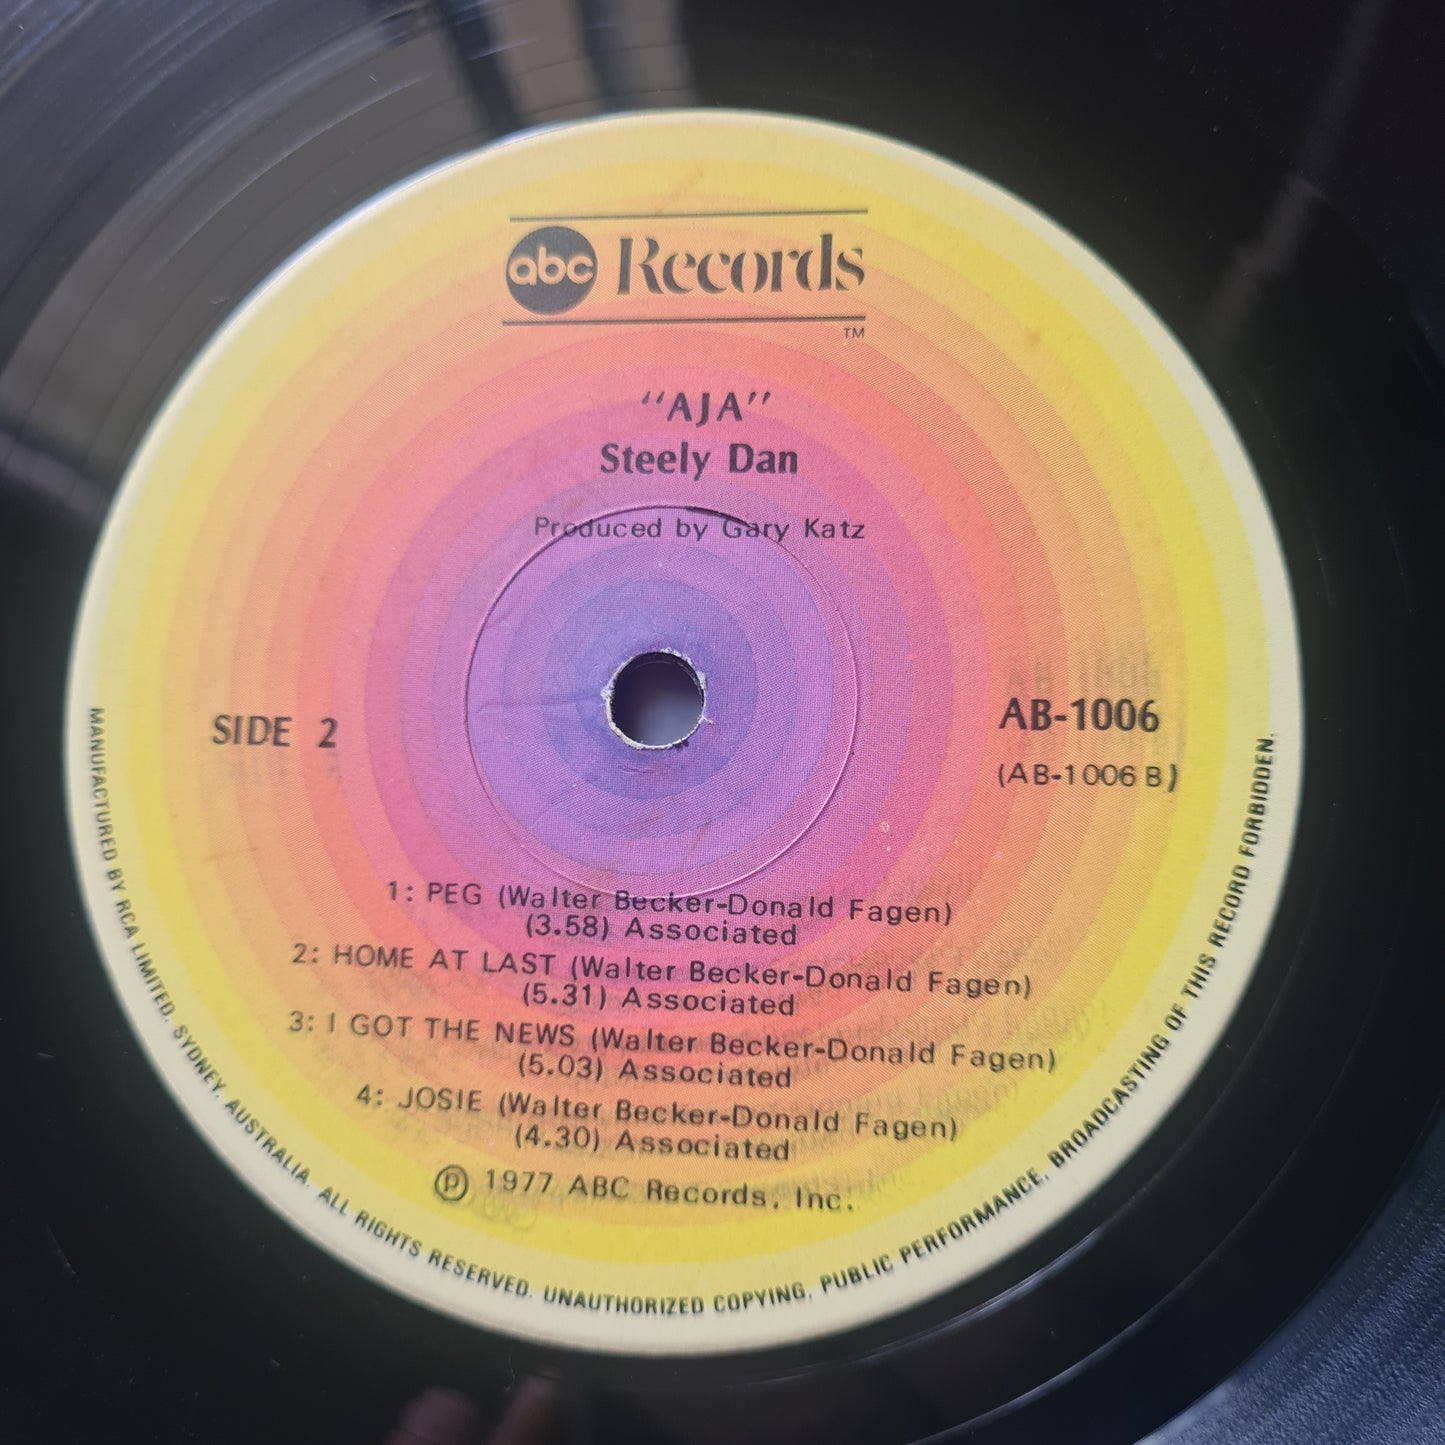 abc Records
TM
"AJA"
Steely Dan
Produced by Gary Katz
SIDE 2
AB-1006
(AB-1006 B)
1: PEG (Walter Becker-Donald Fagen)
(3.58) Associated
2: HOME AT LAST (Walter Becker-Donald Fagen)
(5.31) Associated
3: I GOT THE NEWS (Walter Becker-Donald Fagen)
(5.03) Associated
4: JOSIE (Walter Becker-Donald Fagen)
(4.30) Associated
Ⓟ 1977 ABC Records, Inc.
MANUFACTURED BY RCA LIMITED. SYDNEY. AUSTRALIA. ALL RIGHTS RESERVED. UNAUTHORIZED COPYING, PUBLIC PERFORMANCE, BROADCASTING OF THIS RECORD FORBIDDEN.